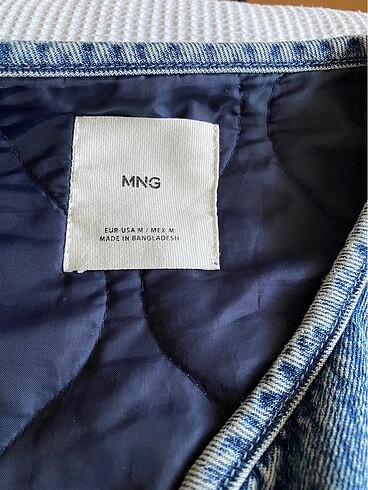 MNG
EUR-USA M / MEX M
MADE IN BANGLADESH